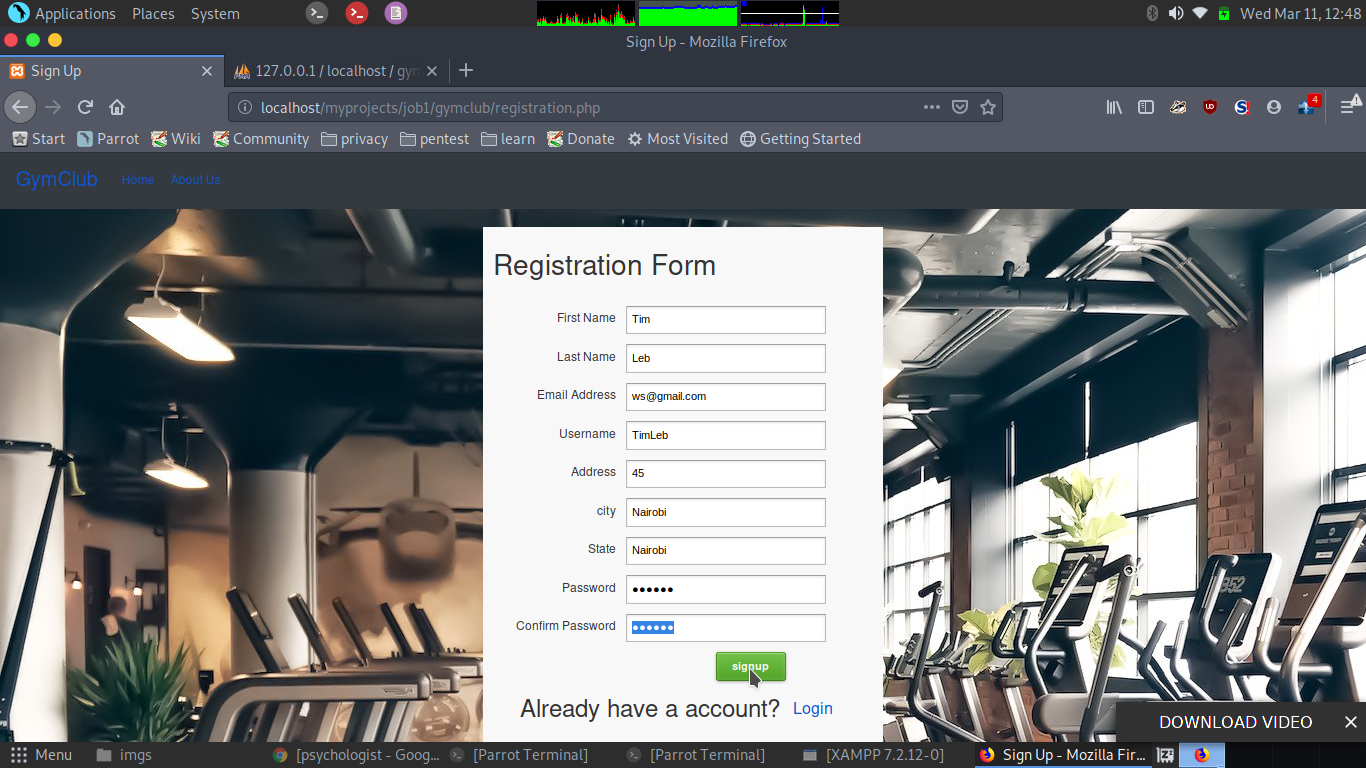 Applications Places System Wed Mar 11, 12:48
Sign Up - Mozilla Firefox
Sign Up 127.0.0.1 / localhost / gym
localhost/myprojects/job1/gymclub/registration.php 4
Start Parrot Wiki Community privacy pentest learn Donate Most Visited Getting Started
GymClub Home About Us
Registration Form
First Name Tim
Last Name Leb
Email Address ws@gmail.com
Username TimLeb
Address 45
city Nairobi
State Nairobi
Password ••••••
Confirm Password ••••••
signup
Already have a account? Login
DOWNLOAD VIDEO
Menu imgs [psychologist - Goog... [Parrot Terminal] [Parrot Terminal] [XAMPP 7.2.12-0] Sign Up - Mozilla Fir...